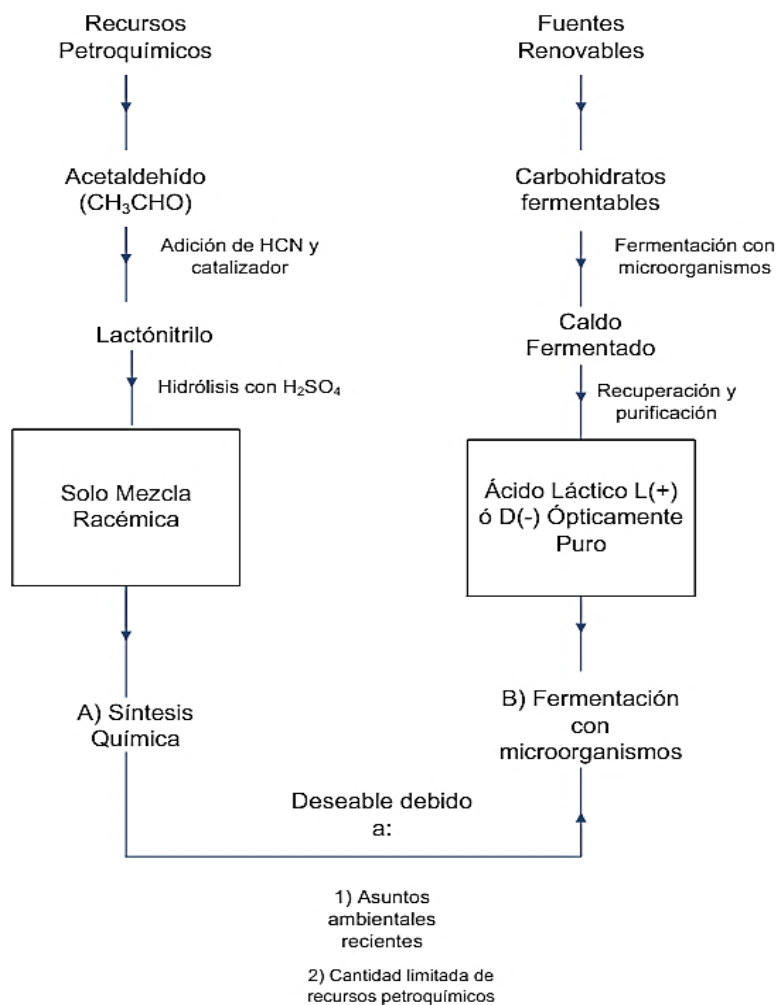 Recursos
Petroquímicos
Acetaldehído
(CH₃CHO)
Adición de HCN y
catalizador
Lactónitrilo
Hidrólisis con H₂SO₄
Solo Mezcla
Racémica
A) Síntesis
Química
Fuentes
Renovables
Carbohidratos
fermentables
Fermentación con
microorganismos
Caldo
Fermentado
Recuperación y
purificación
Ácido Láctico L(+)
ó D(-) Ópticamente
Puro
B) Fermentación
con
microorganismos
Deseable debido
a:
1) Asuntos
ambientales
recientes
2) Cantidad limitada de
recursos petroquímicos